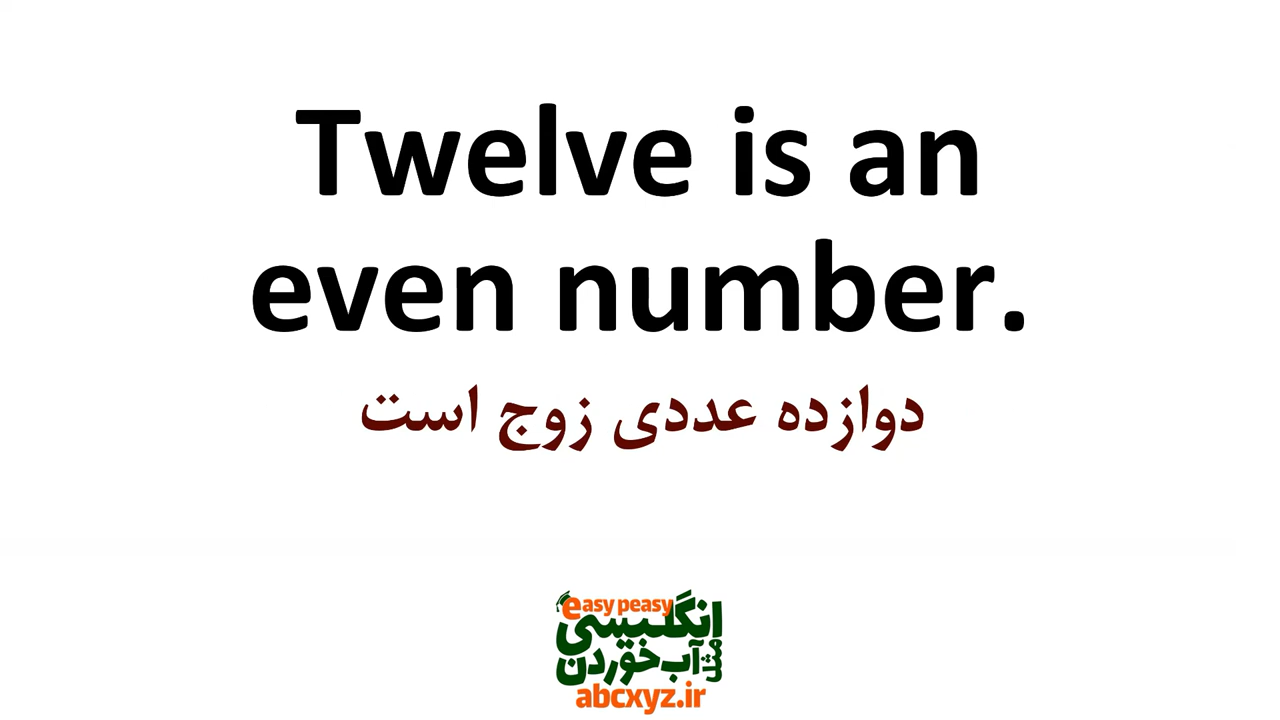 Twelve is an
even number.
دوازده عددی زوج است
easy peasy
انگلیسی
مثل آب خوردن
abcxyz.ir